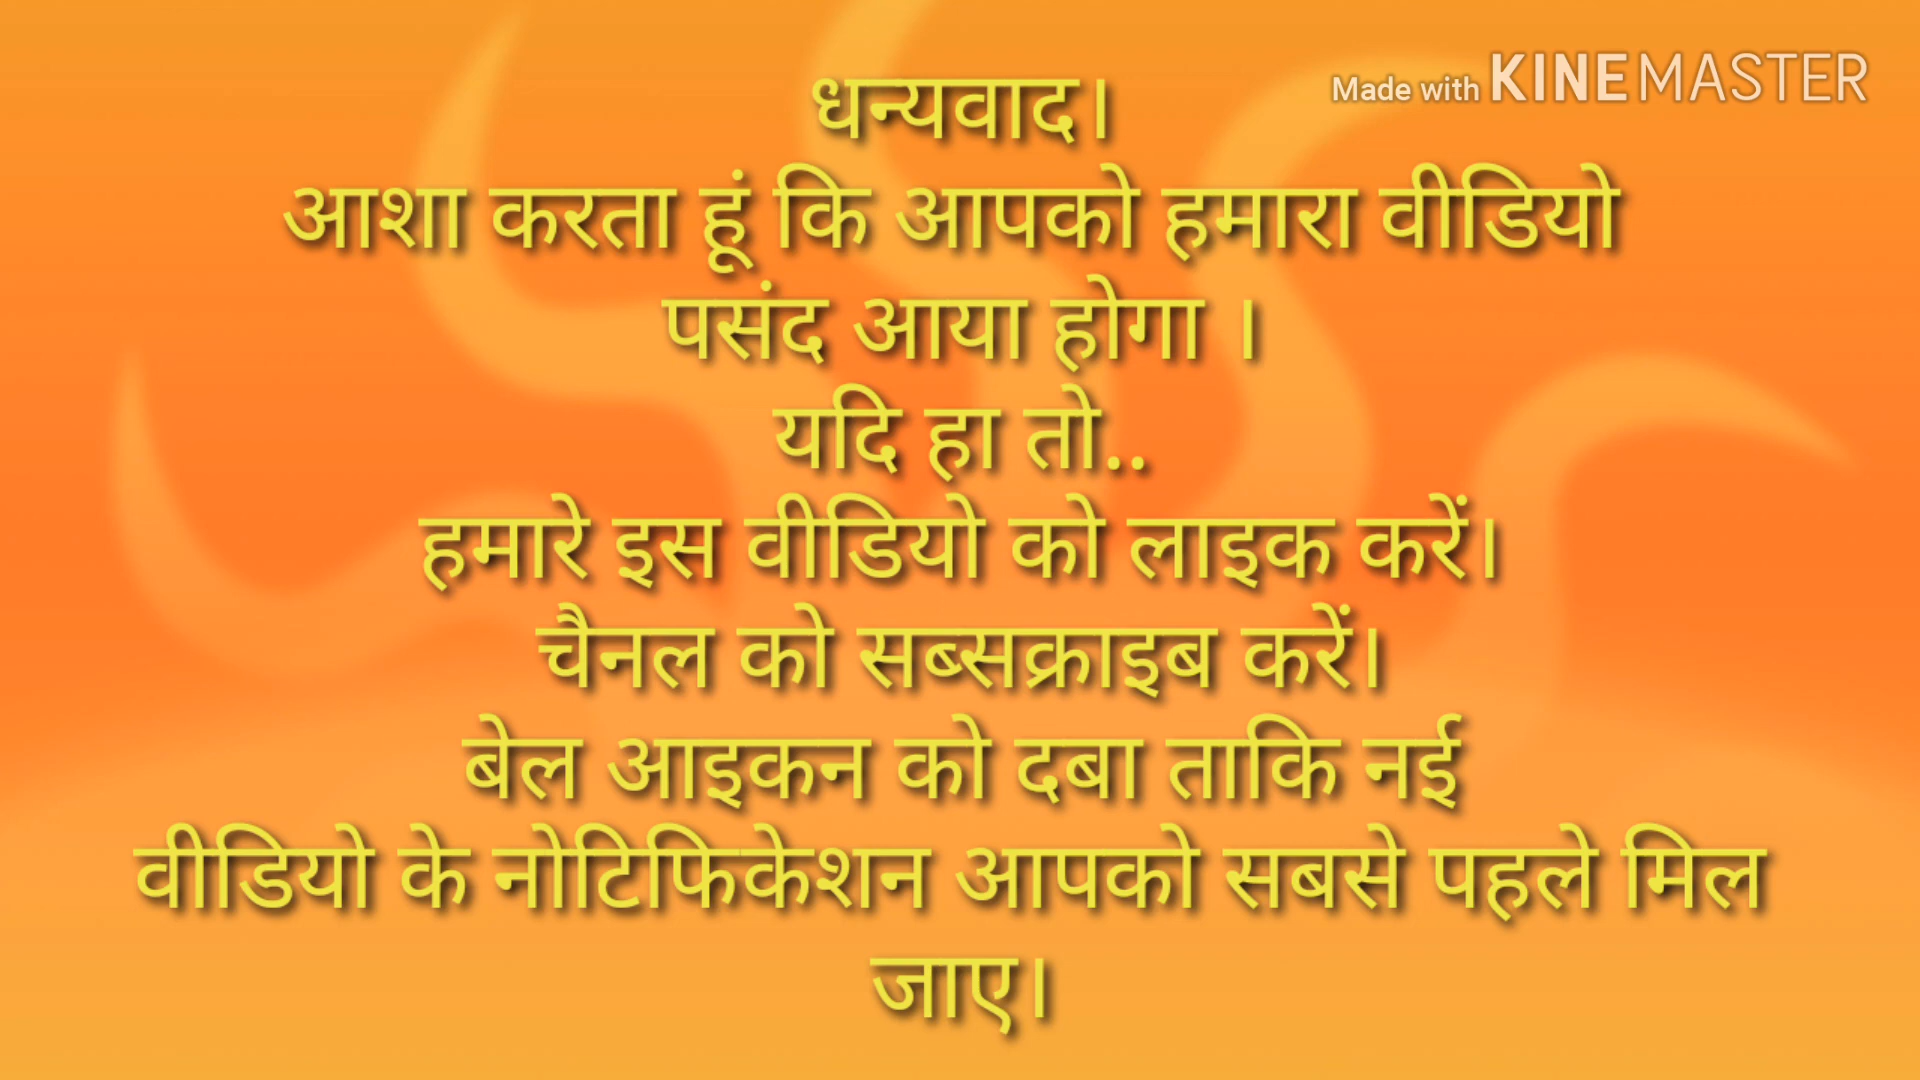 Made with KINEMASTER
धन्यवाद।
आशा करता हूं कि आपको हमारा वीडियो
पसंद आया होगा ।
यदि हा तो..
हमारे इस वीडियो को लाइक करें।
चैनल को सब्सक्राइब करें।
बेल आइकन को दबा ताकि नई
वीडियो के नोटिफिकेशन आपको सबसे पहले मिल
जाए।